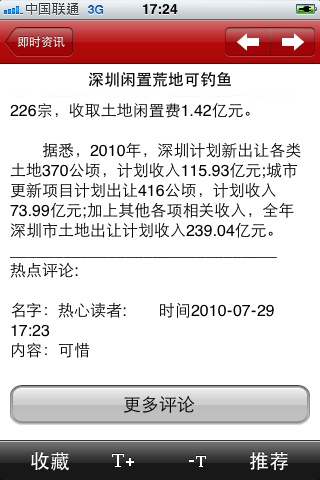 中国联通 3G 17:24
即时资讯
深圳闲置荒地可钓鱼
226宗，收取土地闲置费1.42亿元。
据悉，2010年，深圳计划新出让各类
土地370公顷，计划收入115.93亿元;城市
更新项目计划出让416公顷，计划收入
73.99亿元;加上其他各项相关收入，全年
深圳市土地出让计划收入239.04亿元。
热点评论:
名字：热心读者: 时间2010-07-29
17:23
内容：可惜
更多评论
收藏 T+ -T 推荐